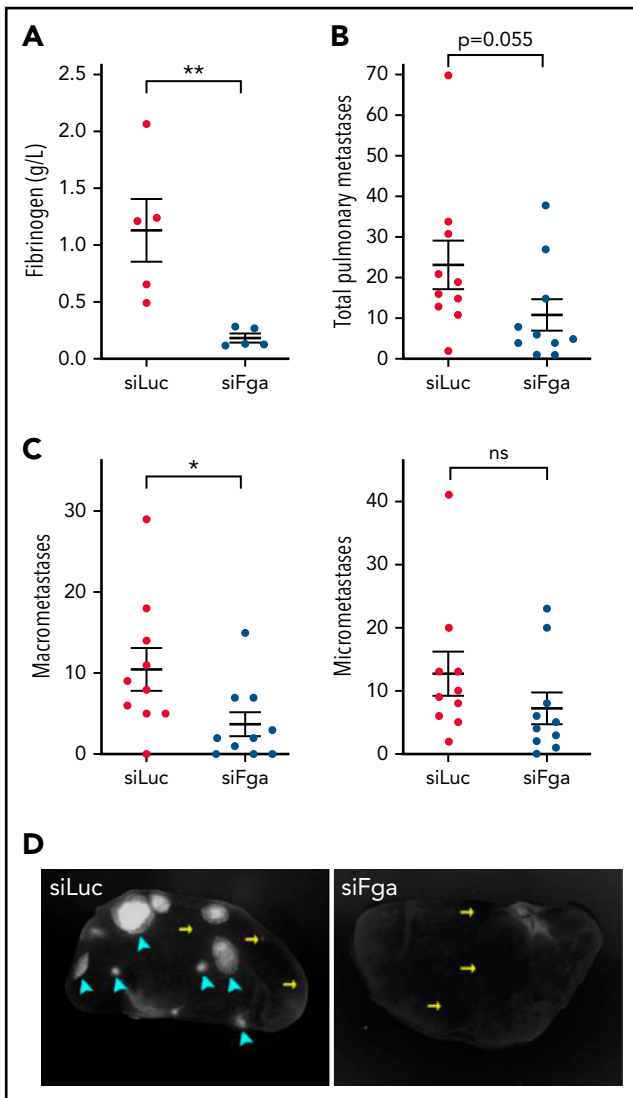 A
Fibrinogen (g/L)
2.5
2.0
1.5
1.0
0.5
0.0
**
siLuc
siFga
B
Total pulmonary metastases
p=0.055
70
60
50
40
30
20
10
0
siLuc
siFga
C
Macrometastases
*
30
20
10
0
siLuc
siFga
Micrometastases
ns
40
30
20
10
0
siLuc
siFga
D
siLuc
siFga